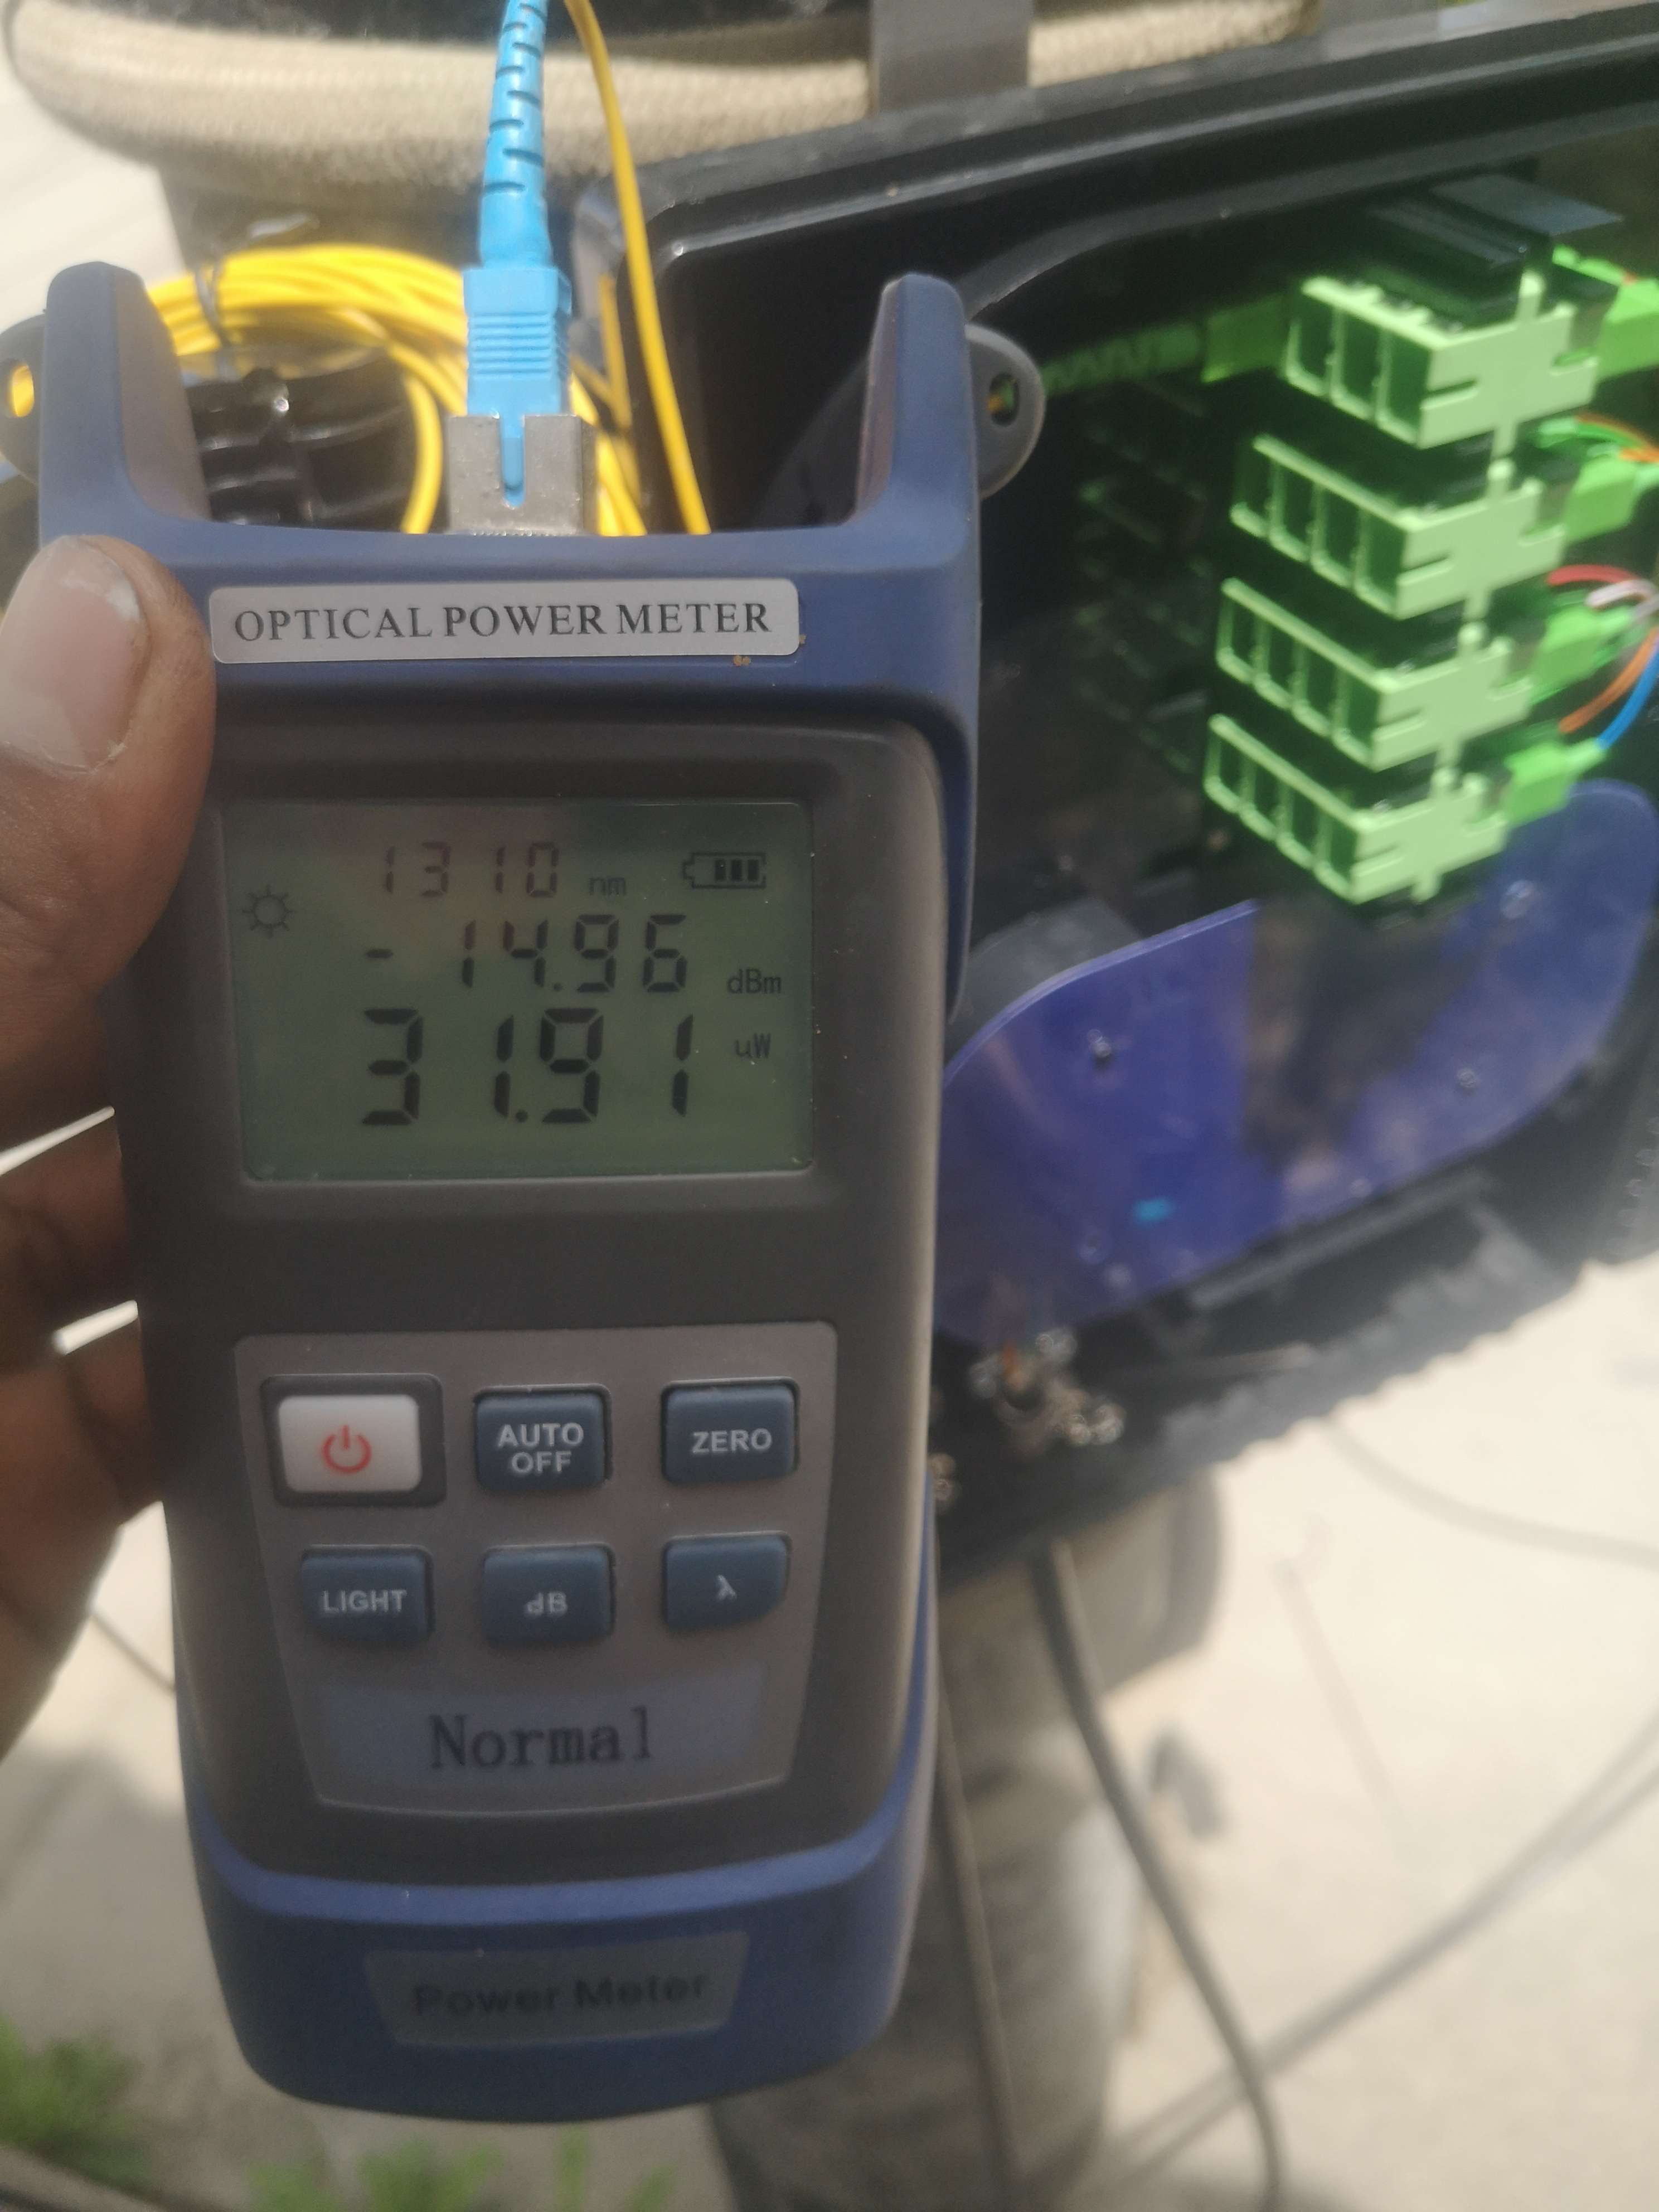 OPTICAL POWER METER
1310 nm
-14.96 dBm
31.91 uW
AUTO OFF
ZERO
LIGHT
dB
λ
Normal
Power Meter